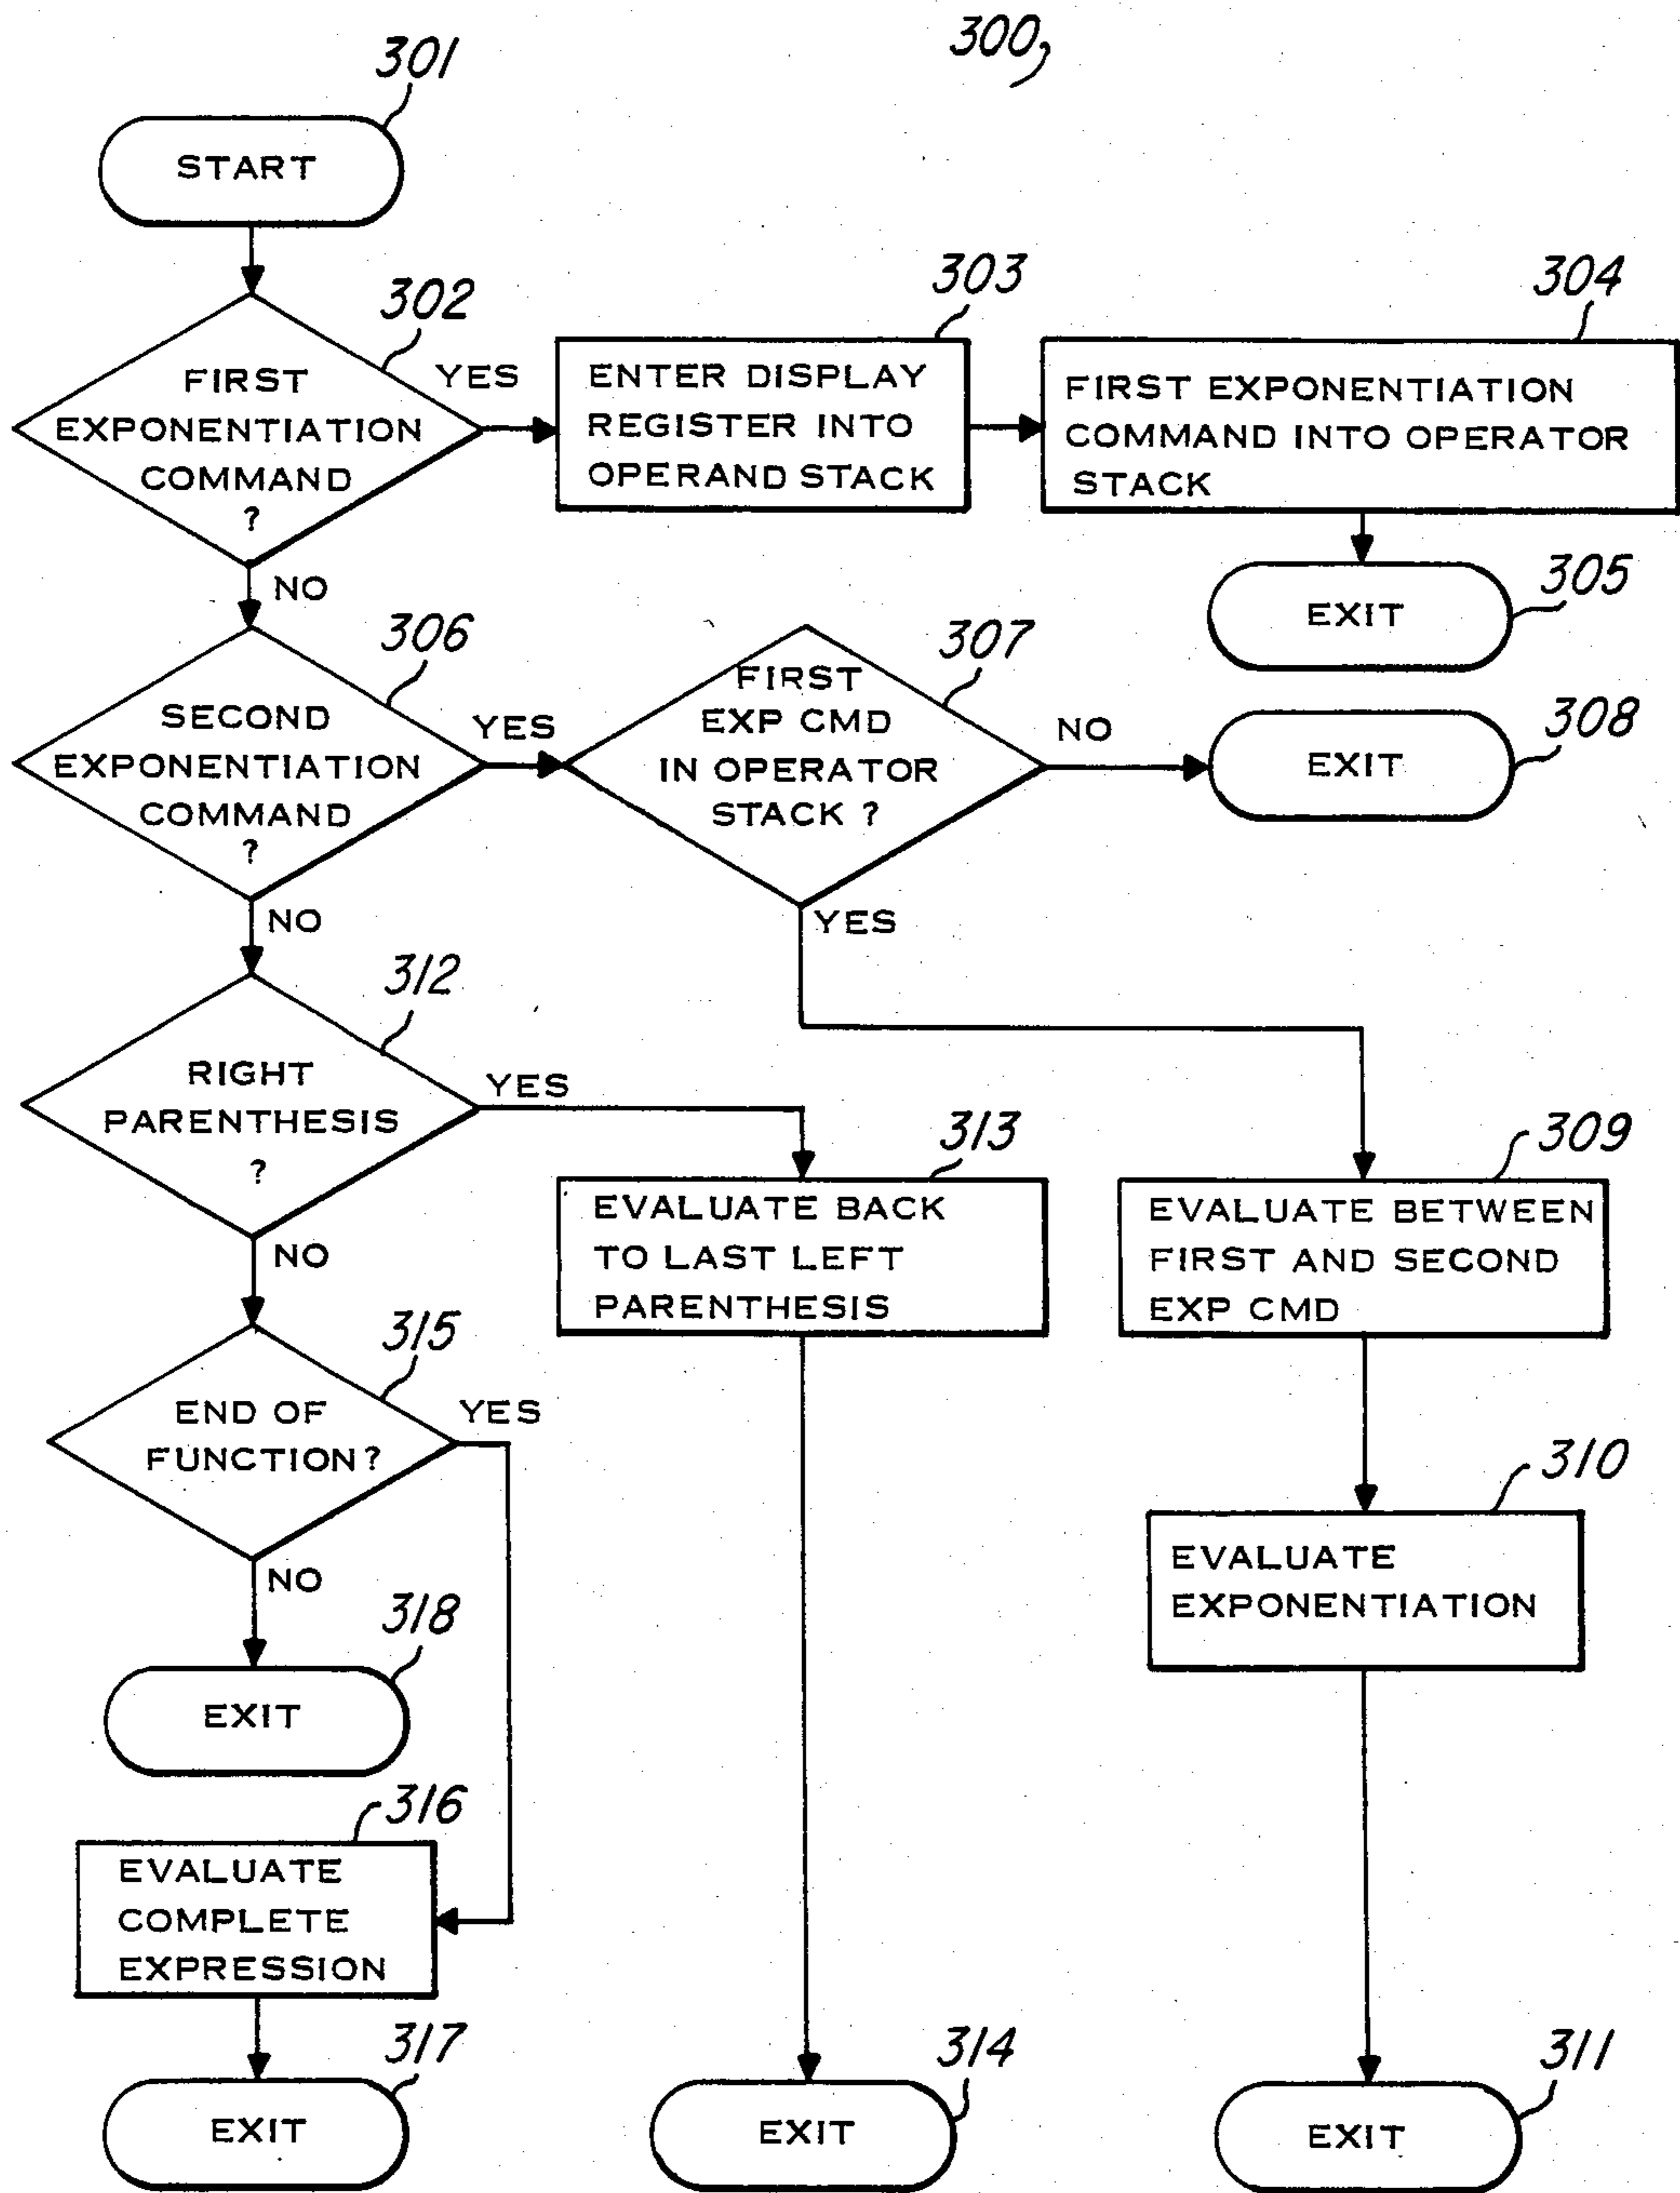 300
301
START
302
FIRST
EXPONENTIATION
COMMAND
?
YES
NO
303
ENTER DISPLAY
REGISTER INTO
OPERAND STACK
304
FIRST EXPONENTIATION
COMMAND INTO OPERATOR
STACK
305
EXIT
306
SECOND
EXPONENTIATION
COMMAND
?
YES
NO
307
FIRST
EXP CMD
IN OPERATOR
STACK ?
NO
YES
308
EXIT
312
RIGHT
PARENTHESIS
?
YES
NO
313
EVALUATE BACK
TO LAST LEFT
PARENTHESIS
309
EVALUATE BETWEEN
FIRST AND SECOND
EXP CMD
315
END OF
FUNCTION?
YES
NO
310
EVALUATE
EXPONENTIATION
318
EXIT
316
EVALUATE
COMPLETE
EXPRESSION
317
EXIT
314
EXIT
311
EXIT